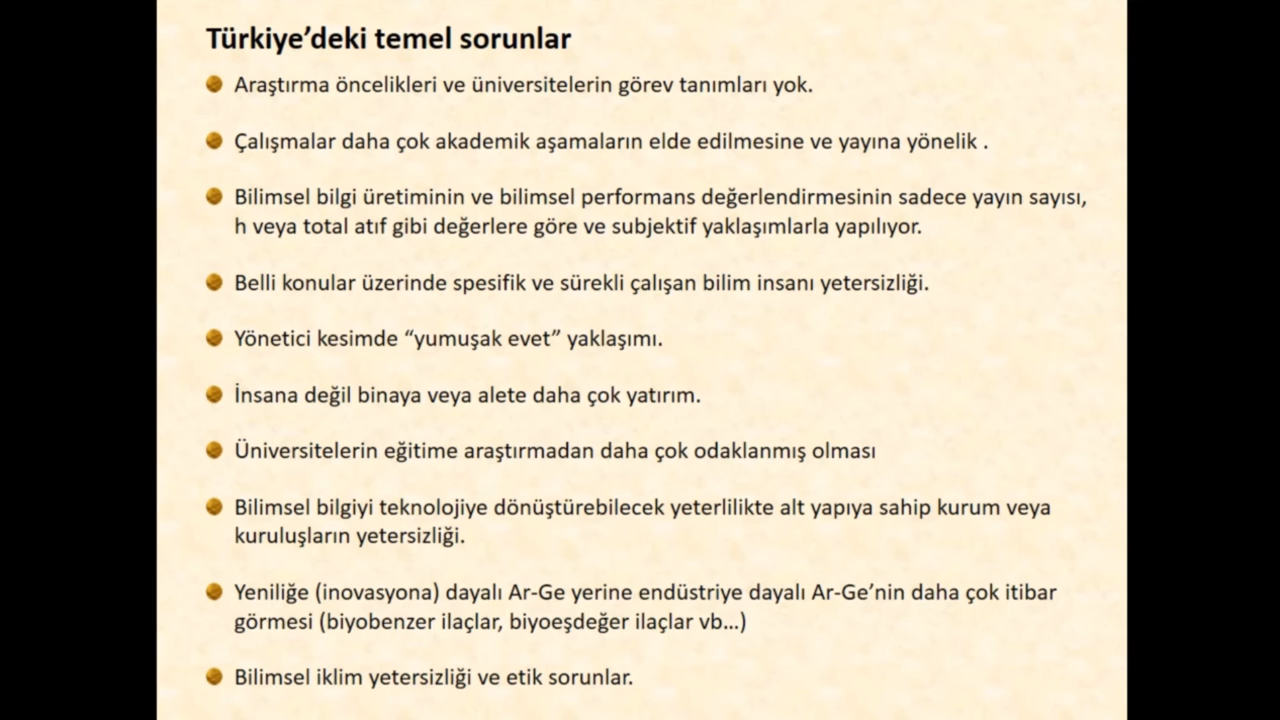 Türkiye’deki temel sorunlar
Araştırma öncelikleri ve üniversitelerin görev tanımları yok.
Çalışmalar daha çok akademik aşamaların elde edilmesine ve yayına yönelik .
Bilimsel bilgi üretiminin ve bilimsel performans değerlendirmesinin sadece yayın sayısı,
h veya total atıf gibi değerlere göre ve subjektif yaklaşımlarla yapılıyor.
Belli konular üzerinde spesifik ve sürekli çalışan bilim insanı yetersizliği.
Yönetici kesimde “yumuşak evet” yaklaşımı.
İnsana değil binaya veya alete daha çok yatırım.
Üniversitelerin eğitime araştırmadan daha çok odaklanmış olması
Bilimsel bilgiyi teknolojiye dönüştürebilecek yeterlilikte alt yapıya sahip kurum veya
kuruluşların yetersizliği.
Yeniliğe (inovasyona) dayalı Ar-Ge yerine endüstriye dayalı Ar-Ge’nin daha çok itibar
görmesi (biyobenzer ilaçlar, biyoeşdeğer ilaçlar vb…)
Bilimsel iklim yetersizliği ve etik sorunlar.